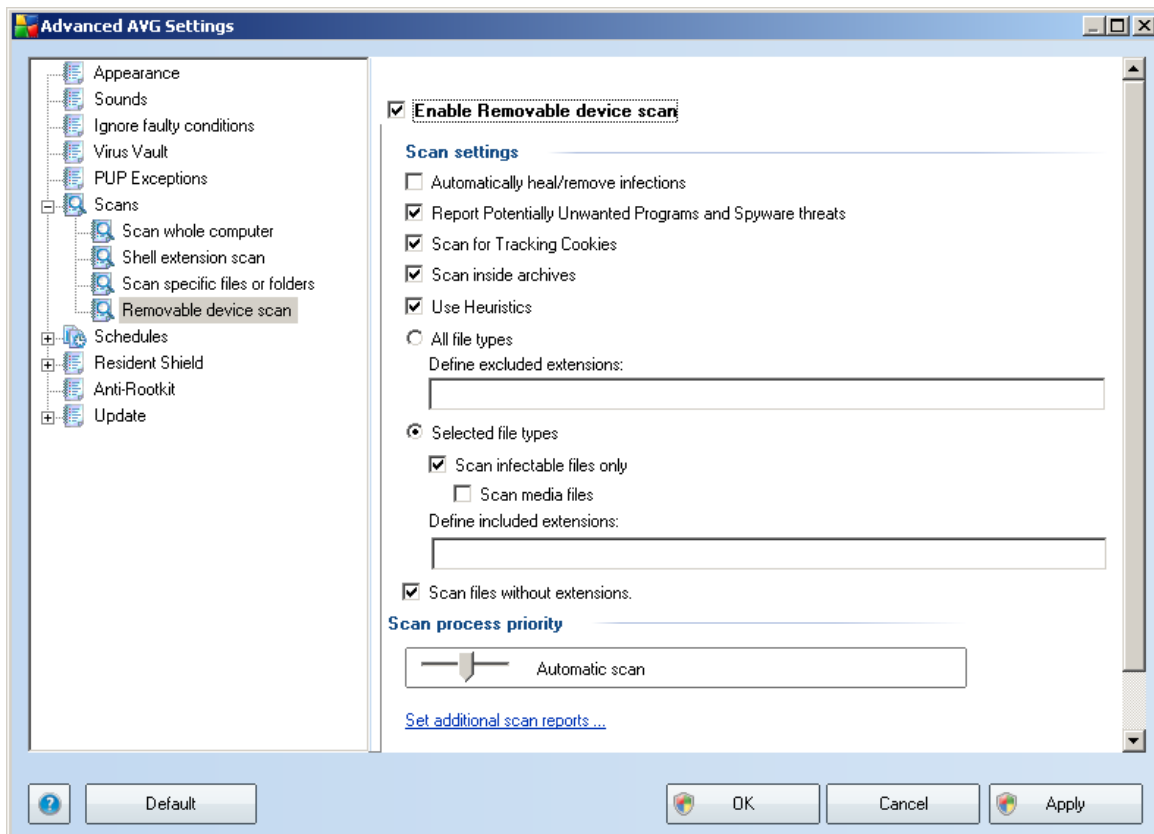 Advanced AVG Settings
Appearance
Sounds
Ignore faulty conditions
Virus Vault
PUP Exceptions
Scans
Scan whole computer
Shell extension scan
Scan specific files or folders
Removable device scan
Schedules
Resident Shield
Anti-Rootkit
Update
Enable Removable device scan
Scan settings
Automatically heal/remove infections
Report Potentially Unwanted Programs and Spyware threats
Scan for Tracking Cookies
Scan inside archives
Use Heuristics
All file types
Define excluded extensions:
Selected file types
Scan infectable files only
Scan media files
Define included extensions:
Scan files without extensions.
Scan process priority
Automatic scan
Set additional scan reports ...
? Default OK Cancel Apply